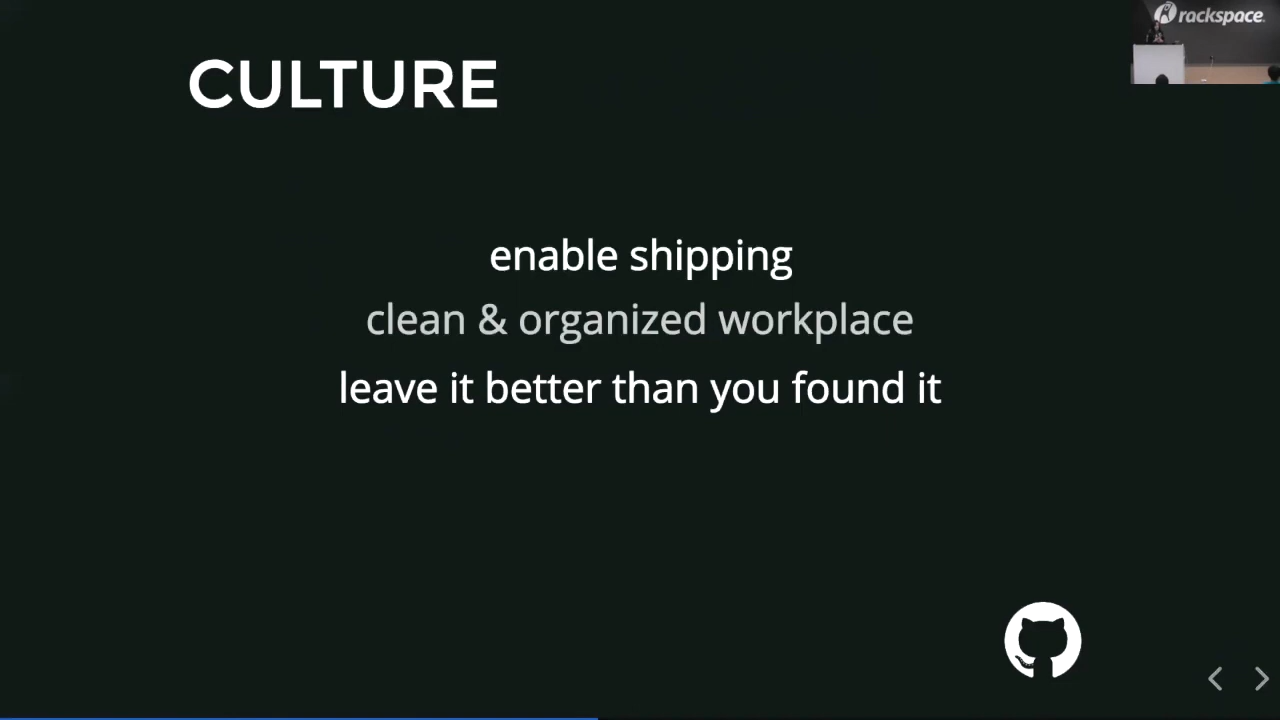 rackspace.
CULTURE
enable shipping
clean & organized workplace
leave it better than you found it